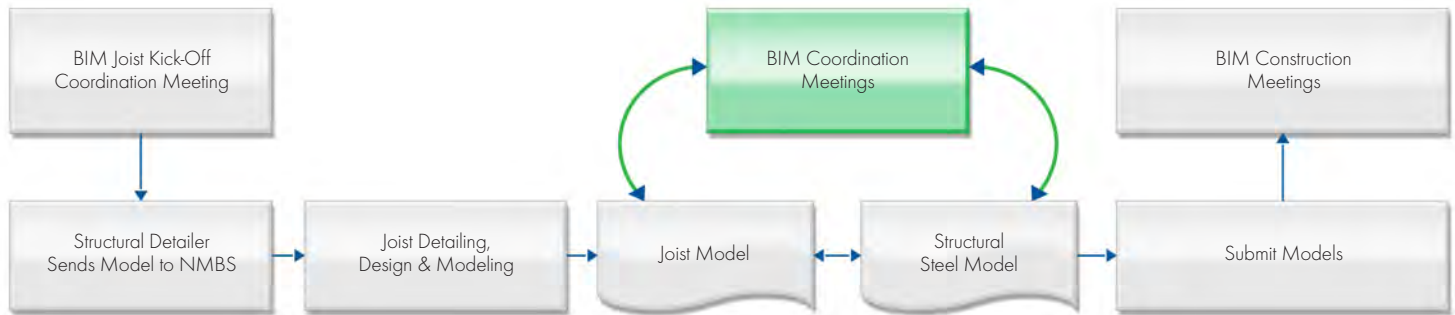 BIM Joist Kick-Off
Coordination Meeting
BIM Coordination
Meetings
BIM Construction
Meetings
Structural Detailer
Sends Model to NMBS
Joist Detailing,
Design & Modeling
Joist Model
Structural
Steel Model
Submit Models